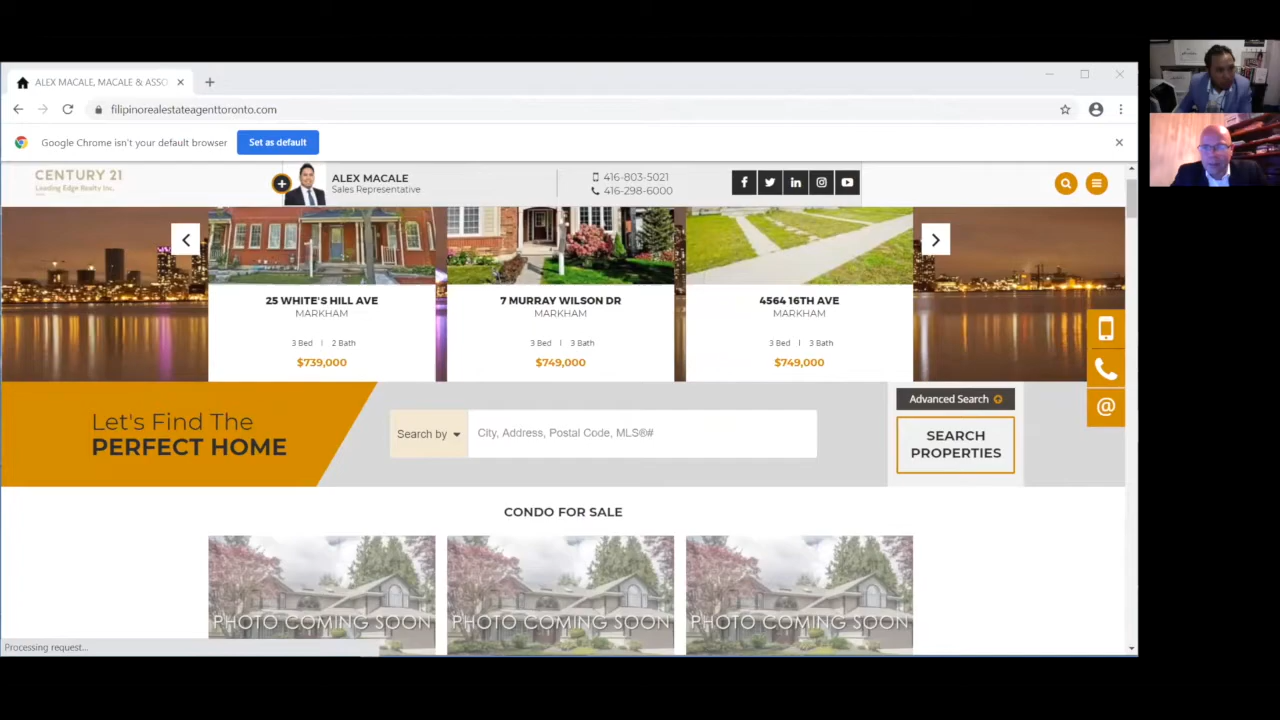 ALEX MACALE, MACALE & ASSO
filipinorealestateagenttoronto.com
Google Chrome isn't your default browser
Set as default
CENTURY 21
Leading Edge Realty Inc.,
ALEX MACALE
Sales Representative
416-803-5021
416-298-6000
25 WHITE'S HILL AVE
MARKHAM
3 Bed | 2 Bath
$739,000
7 MURRAY WILSON DR
MARKHAM
3 Bed | 3 Bath
$749,000
4564 16TH AVE
MARKHAM
3 Bed | 3 Bath
$749,000
Let's Find The
PERFECT HOME
Search by
City, Address, Postal Code, MLS®#
Advanced Search
SEARCH
PROPERTIES
CONDO FOR SALE
PHOTO COMING SOON
PHOTO COMING SOON
PHOTO COMING SOON
Processing request...